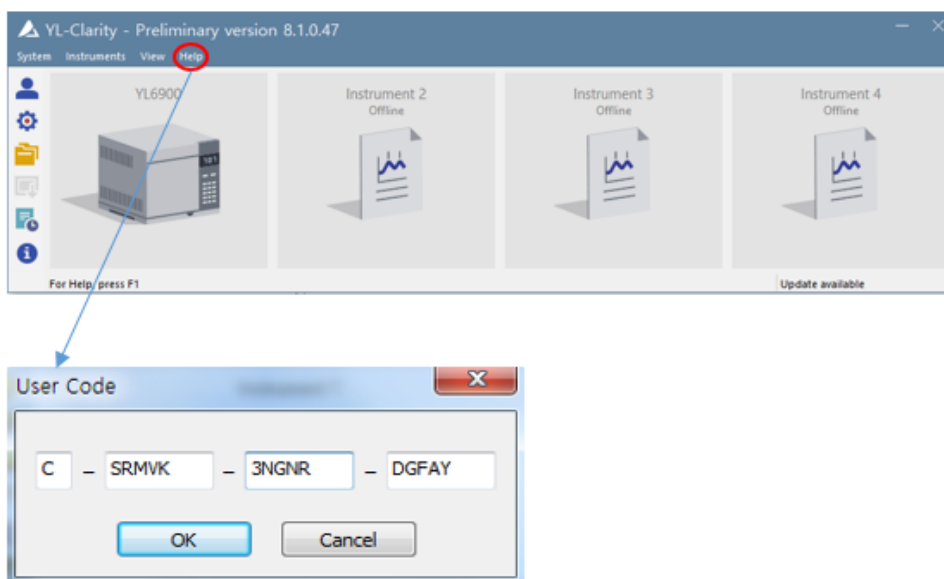 YL-Clarity - Preliminary version 8.1.0.47
System Instruments View Help
YL6900
Instrument 2
Offline
Instrument 3
Offline
Instrument 4
Offline
For Help, press F1
Update available
User Code
C - SRMVK - 3NGNR - DGFAY
OK Cancel